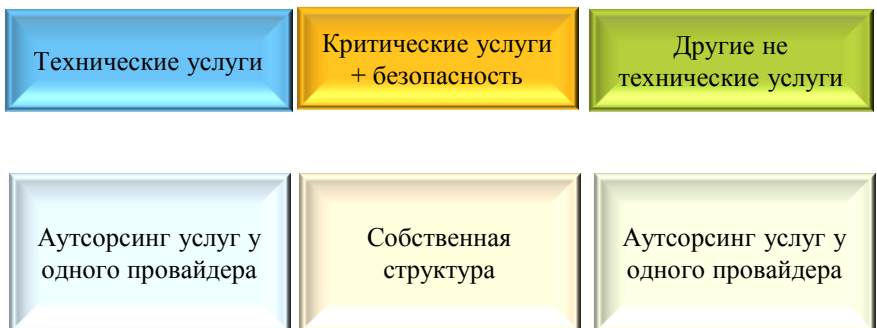 Технические услуги
Критические услуги
+ безопасность
Другие не
технические услуги
Аутсорсинг услуг у
одного провайдера
Собственная
структура
Аутсорсинг услуг у
одного провайдера